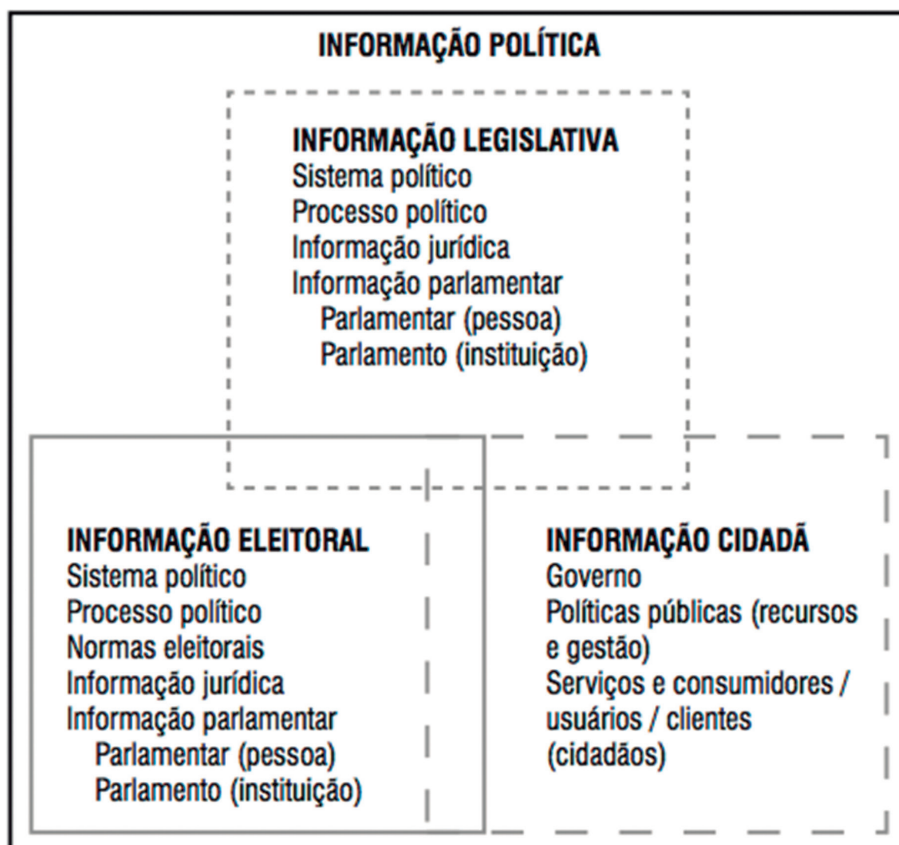 INFORMAÇÃO POLÍTICA
INFORMAÇÃO LEGISLATIVA
Sistema político
Processo político
Informação jurídica
Informação parlamentar
Parlamentar (pessoa)
Parlamento (instituição)
INFORMAÇÃO ELEITORAL
Sistema político
Processo político
Normas eleitorais
Informação jurídica
Informação parlamentar
Parlamentar (pessoa)
Parlamento (instituição)
INFORMAÇÃO CIDADÃ
Governo
Políticas públicas (recursos
e gestão)
Serviços e consumidores /
usuários / clientes
(cidadãos)